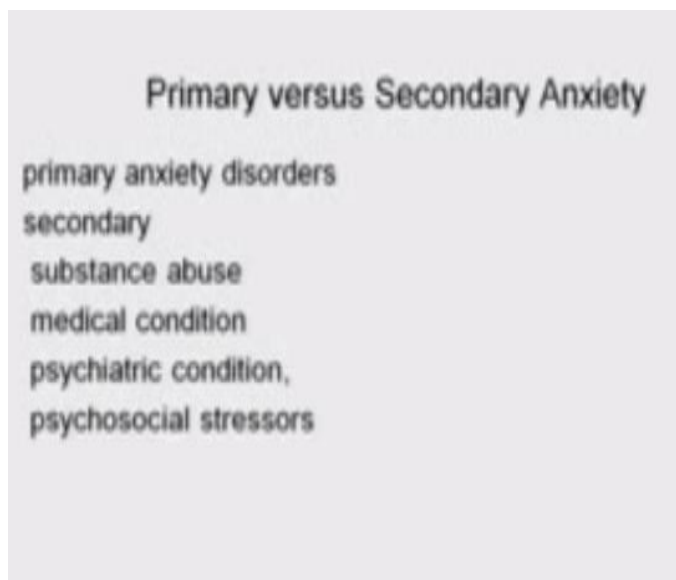 Primary versus Secondary Anxiety
primary anxiety disorders
secondary
substance abuse
medical condition
psychiatric condition,
psychosocial stressors